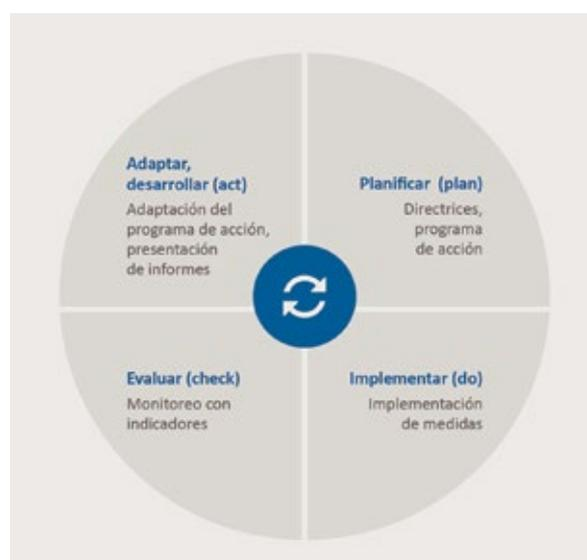 Adaptar,
desarrollar (act)
Adaptación del
programa de acción,
presentación
de informes
Planificar (plan)
Directrices,
programa
de acción
Evaluar (check)
Monitoreo con
indicadores
Implementar (do)
Implementación
de medidas